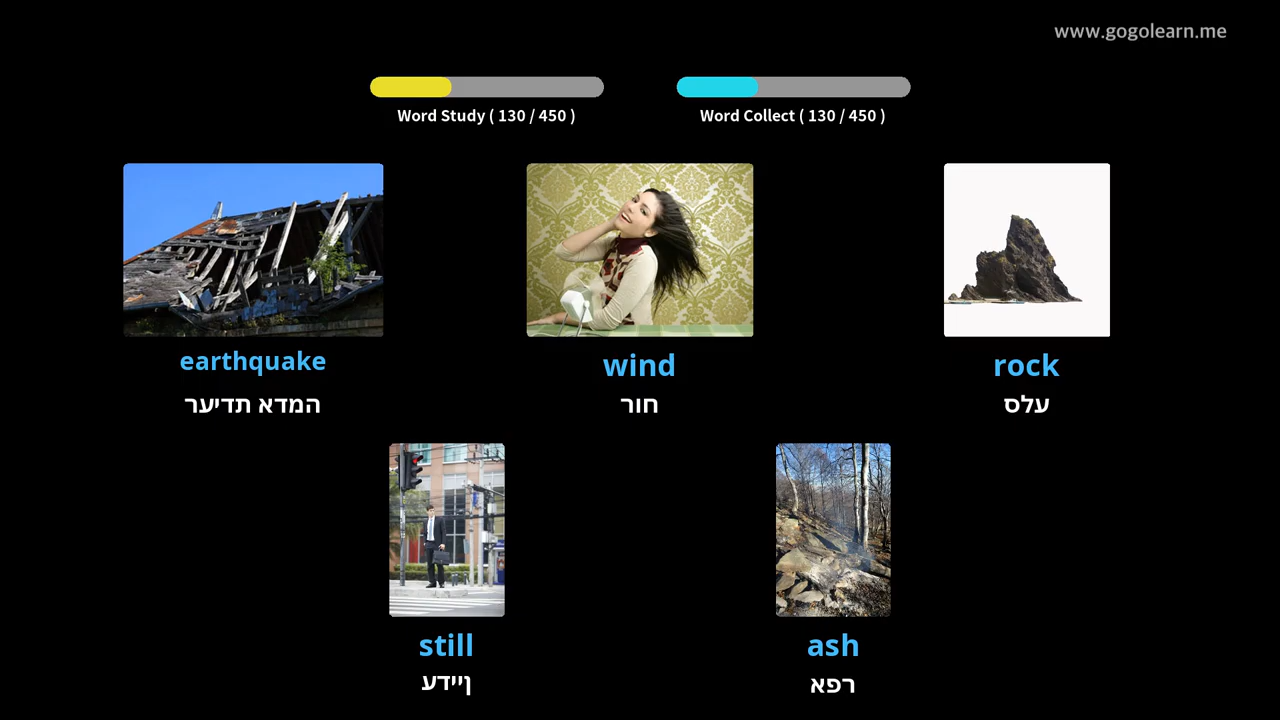 www.gogolearn.me
Word Study ( 130 / 450 )
Word Collect ( 130 / 450 )
earthquake
המדא תדיער
wind
חור
rock
עלס
still
ןיידע
ash
רפא